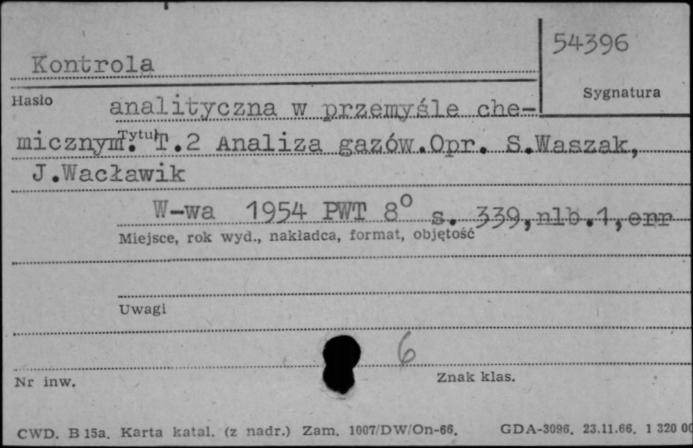 54396
Kontrola
Sygnatura
Hasło
analityczna w przemyśle che-
micznym. Tytuł T.2 Analiza gazów.Opr. S.Waszak,
J.Wacławik
W-wa 1954 PWT 8° s. 339,nlb.1,err
Miejsce, rok wyd., nakładca, format, objętość
Uwagi
6
Nr inw.
Znak klas.
CWD. B 15a. Karta katal. (z nadr.) Zam. 1007/DW/On-66. GDA-3096. 23.11.66. 1 320 00